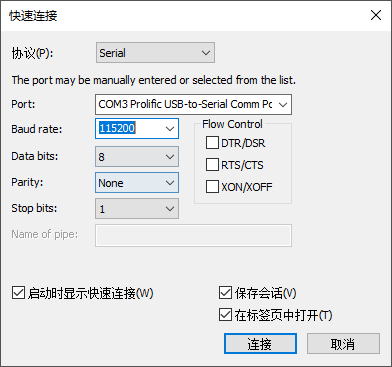 快速连接
协议(P): Serial
The port may be manually entered or selected from the list.
Port: COM3 Prolific USB-to-Serial Comm Po
Baud rate: 115200
Flow Control
DTR/DSR
Data bits: 8
RTS/CTS
Parity: None
XON/XOFF
Stop bits: 1
Name of pipe:
启动时显示快速连接(W) 保存会话(V)
在标签页中打开(T)
连接 取消